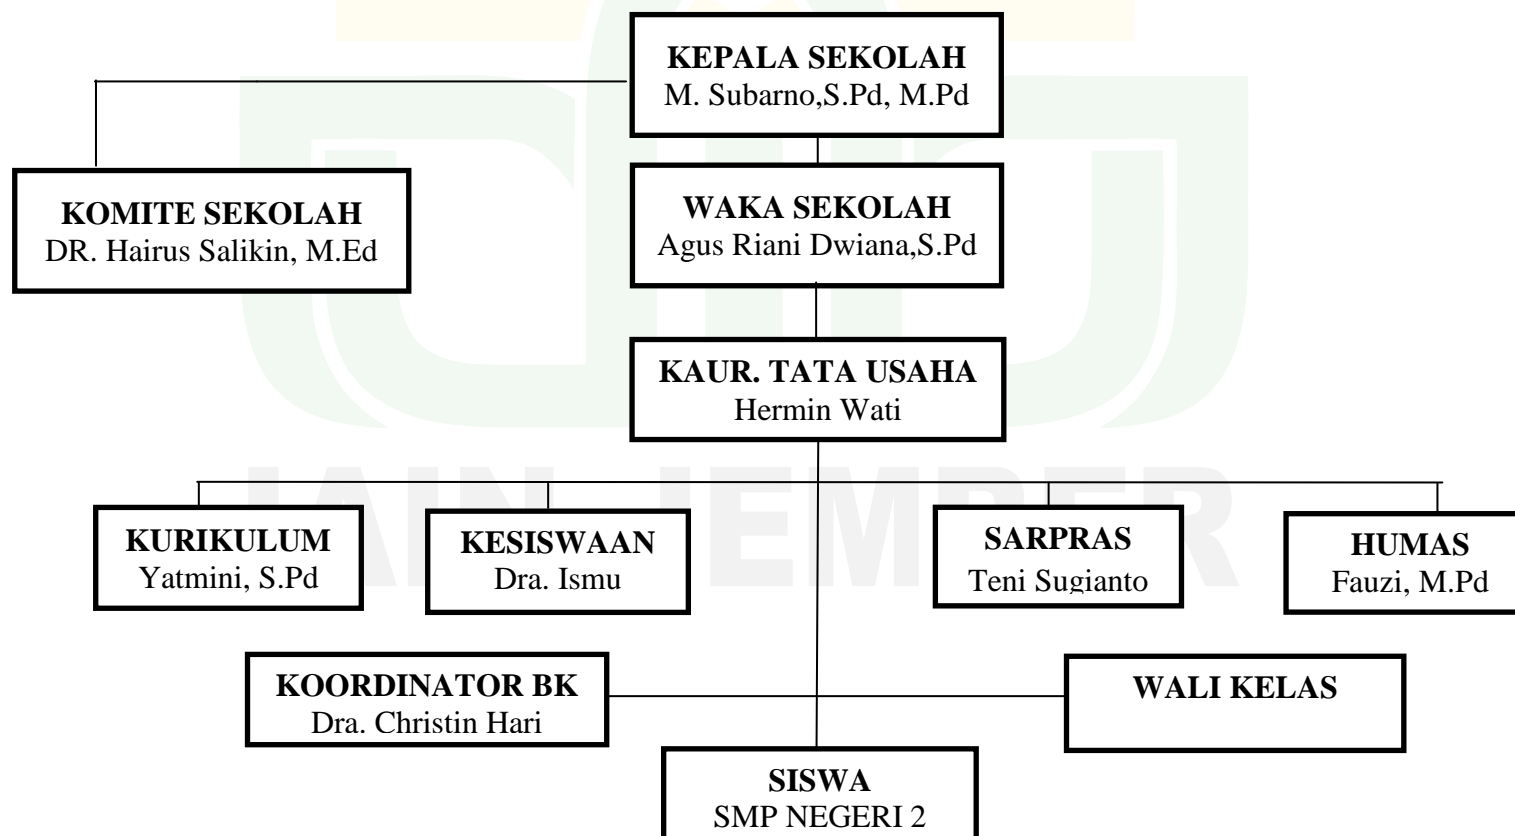 KEPALA SEKOLAH
M. Subarno,S.Pd, M.Pd
KOMITE SEKOLAH
DR. Hairus Salikin, M.Ed
WAKA SEKOLAH
Agus Riani Dwiana,S.Pd
KAUR. TATA USAHA
Hermin Wati
IAIN JEMBER
KURIKULUM
Yatmini, S.Pd
KESISWAAN
Dra. Ismu
SARPRAS
Teni Sugianto
HUMAS
Fauzi, M.Pd
KOORDINATOR BK
Dra. Christin Hari
WALI KELAS
SISWA
SMP NEGERI 2